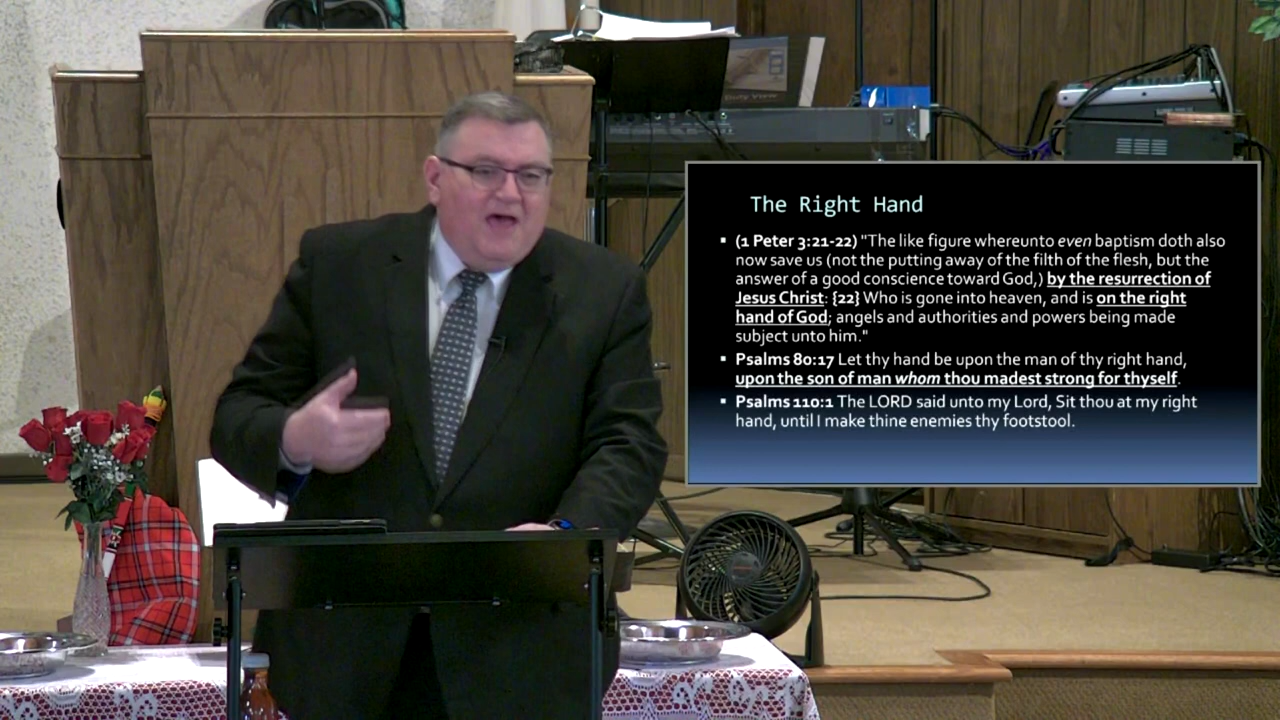 The Right Hand
▪ (1 Peter 3:21-22) "The like figure whereunto even baptism doth also
now save us (not the putting away of the filth of the flesh, but the
answer of a good conscience toward God,) by the resurrection of
Jesus Christ: {22} Who is gone into heaven, and is on the right
hand of God; angels and authorities and powers being made
subject unto him."
▪ Psalms 80:17 Let thy hand be upon the man of thy right hand,
upon the son of man whom thou madest strong for thyself.
▪ Psalms 110:1 The LORD said unto my Lord, Sit thou at my right
hand, until I make thine enemies thy footstool.